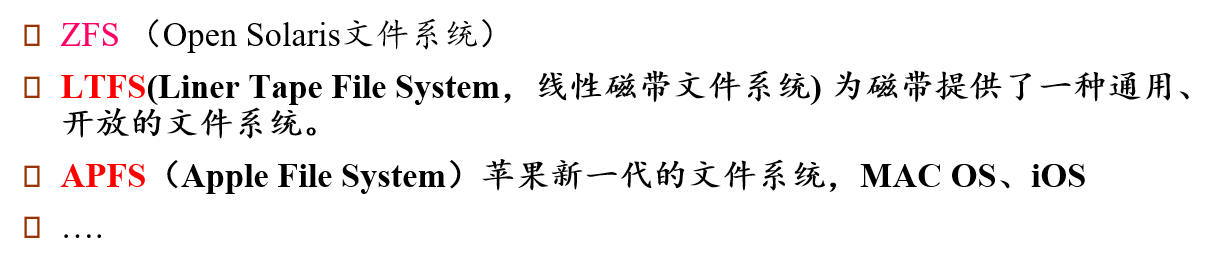 ZFS （Open Solaris文件系统）
LTFS(Liner Tape File System，线性磁带文件系统) 为磁带提供了一种通用、
开放的文件系统。
APFS（Apple File System）苹果新一代的文件系统，MAC OS、iOS
….